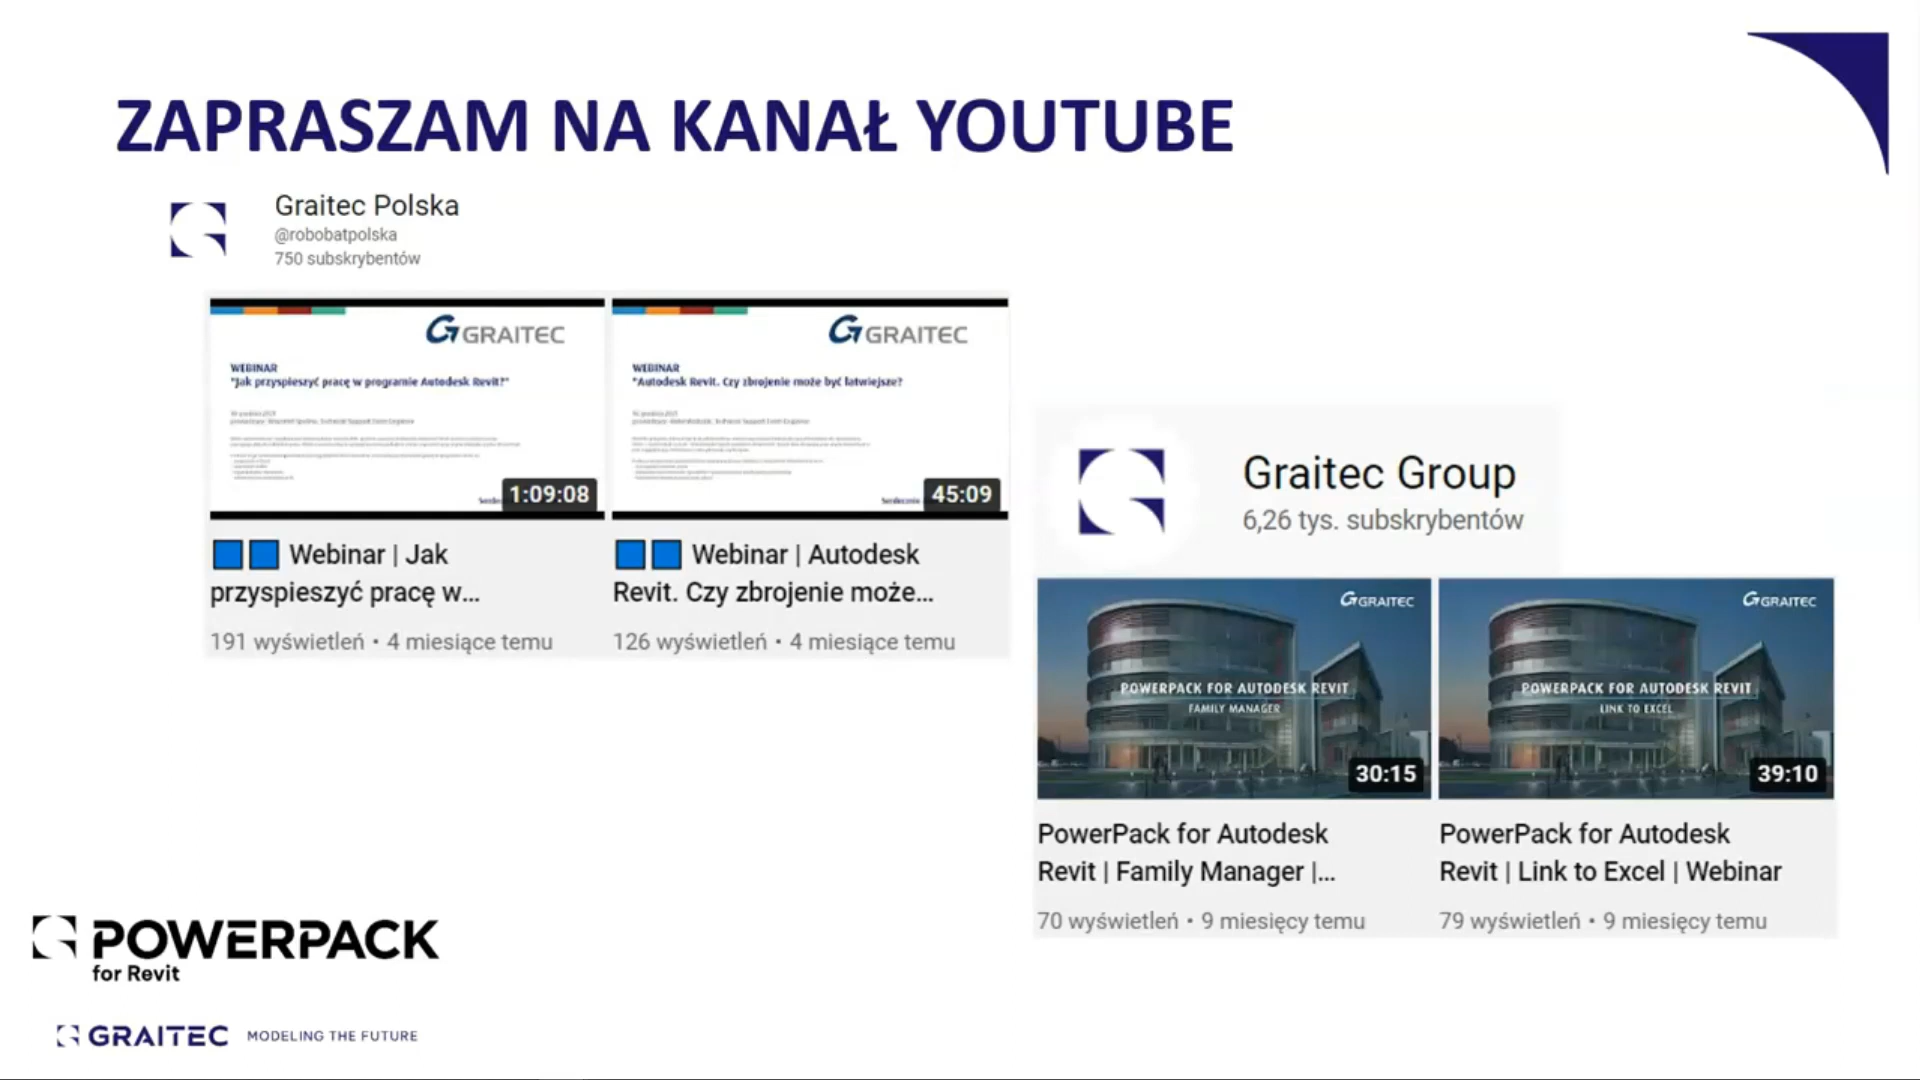 ZAPRASZAM NA KANAŁ YOUTUBE
Graitec Polska
@robobatpolska
750 subskrybentów
GRAITEC
WEBINAR
"Jak przyspieszyć pracę w programie Autodesk Revit?"
1:09:08
Webinar | Jak
przyspieszyć pracę w...
191 wyświetleń • 4 miesiące temu
GRAITEC
WEBINAR
"Autodesk Revit. Czy zbrojenie może być łatwiejsze?
45:09
Webinar | Autodesk
Revit. Czy zbrojenie może...
126 wyświetleń • 4 miesiące temu
Graitec Group
6,26 tys. subskrybentów
GRAITEC
POWERPACK FOR AUTODESK REVIT
FAMILY MANAGER
30:15
PowerPack for Autodesk
Revit | Family Manager |...
70 wyświetleń • 9 miesięcy temu
GRAITEC
POWERPACK FOR AUTODESK REVIT
LINK TO EXCEL
39:10
PowerPack for Autodesk
Revit | Link to Excel | Webinar
79 wyświetleń • 9 miesięcy temu
POWERPACK
for Revit
GRAITEC MODELING THE FUTURE